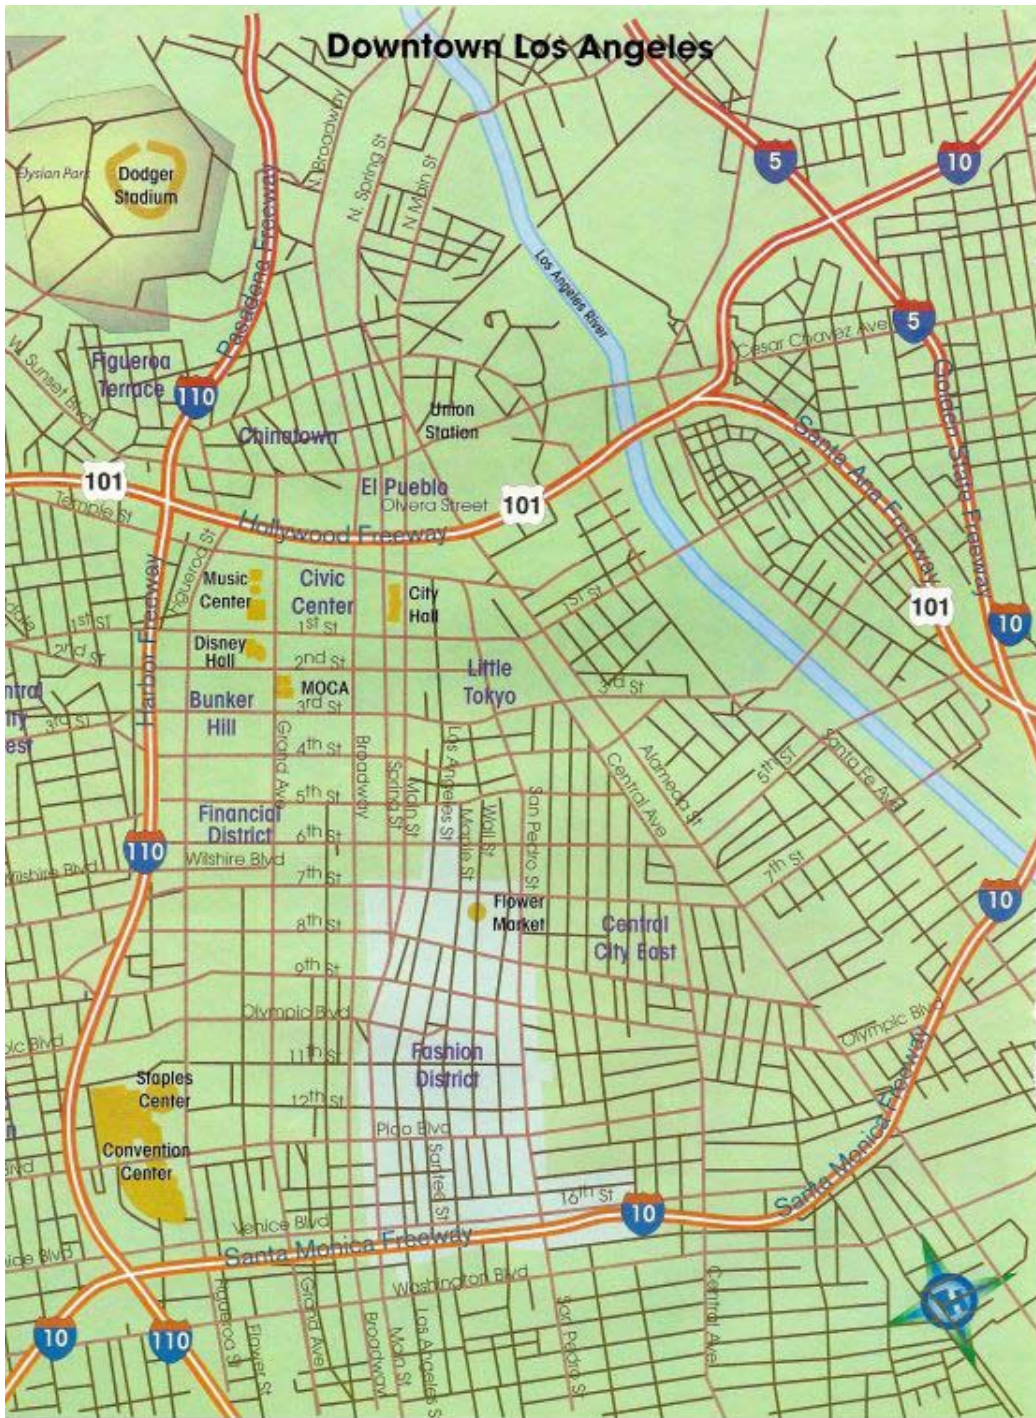 Downtown Los Angeles
Elysian Park
Dodger
Stadium
N. Broadway
N. Spring St
N Main St
5
10
Los Angeles River
Pasadena Freeway
5
Cesar Chavez Ave
W. Sunset Blvd
Figueroa
Terrace
110
Golden State Freeway
Union
Station
Chinatown
Santa Ana Freeway
101
El Pueblo
Olvera Street
101
Temple St
Hollywood Freeway
Figueroa St
Harbor Freeway
Music
Center
Civic
Center
City
Hall
1st St
101
10
1st St
1st St
Disney
Hall
2nd St
2nd St
Little
Tokyo
3rd St
MOCA
Bunker
Hill
3rd St
3rd St
Grand Ave
4th St
Broadway
Spring St
Main St
Los Angeles St
Central Ave
Alameda St
5th St
Santa Fe Ave
5th St
Financial
District
6th St
Maple St
Wall St
San Pedro St
110
Wilshire Blvd
Wilshire Blvd
7th St
7th St
10
Flower
Market
8th St
Central
City East
9th St
Olympic Blvd
Olympic Blvd
11th St
Fashion
District
Staples
Center
12th St
Pico Blvd
Convention
Center
Santee St
16th St
10
Santa Monica Freeway
Venice Blvd
Santa Monica Freeway
Washington Blvd
10
110
Figueroa St
Flower St
Grand Ave
Broadway
Main St
Los Angeles S
San Pedro St
Central Ave
H